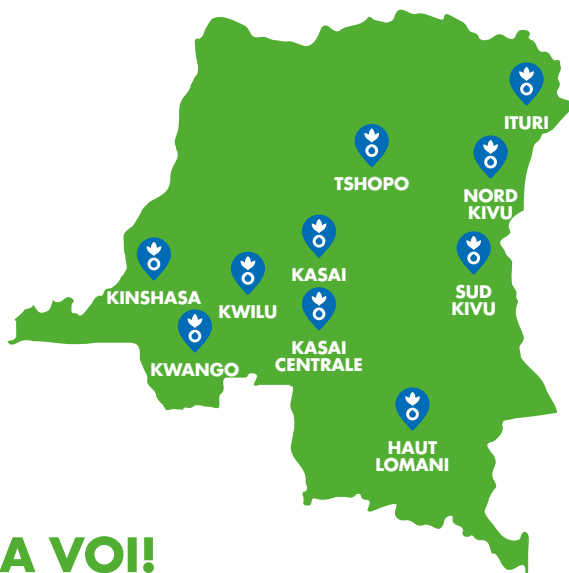 ITURI
TSHOPO
NORD
KIVU
KASAI
SUD
KIVU
KINSHASA
KWILU
KASAI
CENTRALE
KWANGO
HAUT
LOMANI
A VOI!